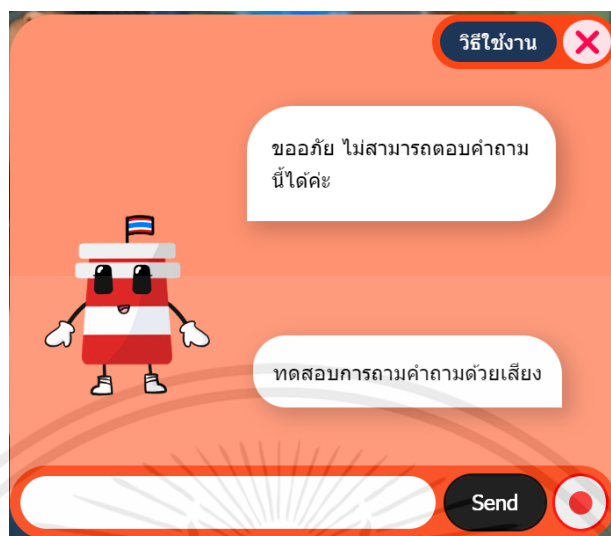 วิธีใช้งาน
ขออภัย ไม่สามารถตอบคำถาม
นี้ได้ค่ะ
ทดสอบการถามคำถามด้วยเสียง
Send